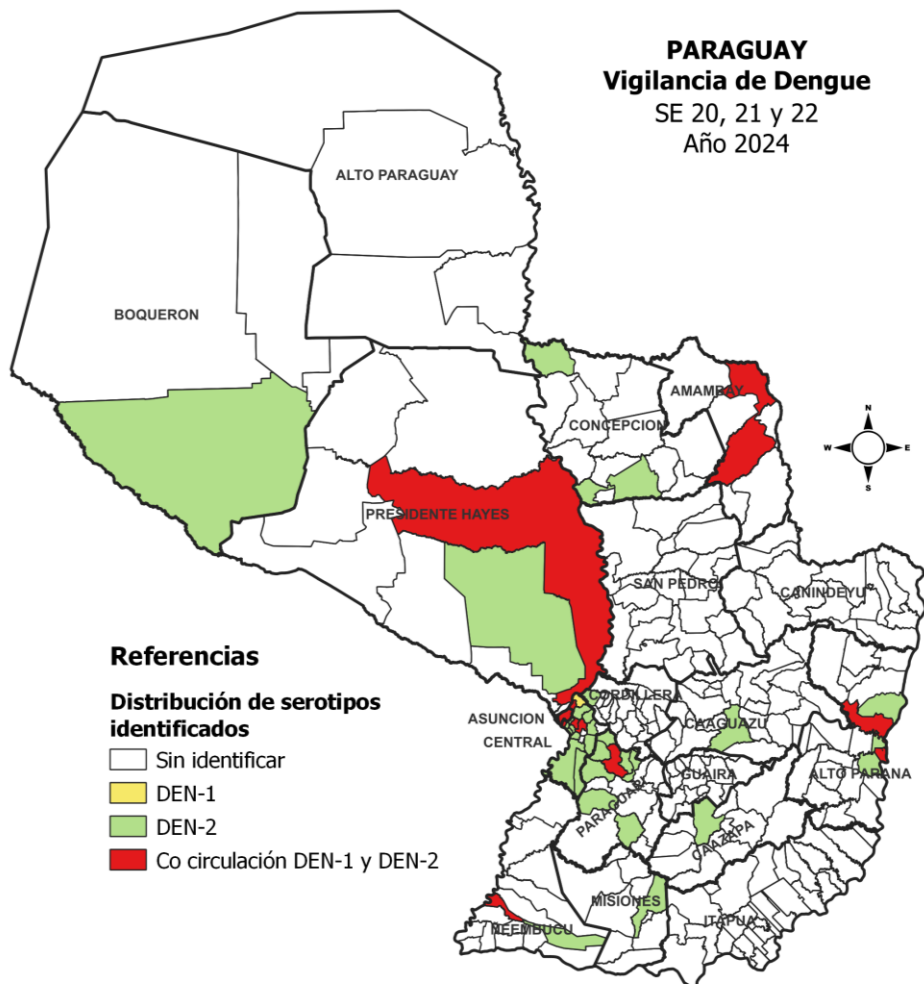 PARAGUAY
Vigilancia de Dengue
SE 20, 21 y 22
Año 2024
ALTO PARAGUAY
BOQUERON
AMAMBAY
CONCEPCION
N
W
E
S
PRESIDENTE HAYES
SAN PEDRO
CANINDEYU
Referencias
Distribución de serotipos
identificados
Sin identificar
DEN-1
DEN-2
Co circulación DEN-1 y DEN-2
CORDILLERA
ASUNCION
CAAGUAZU
CENTRAL
GUAIRA
ALTO PARANA
PARAGUARI
CAAZAPA
MISIONES
ITAPUA
ÑEEMBUCU